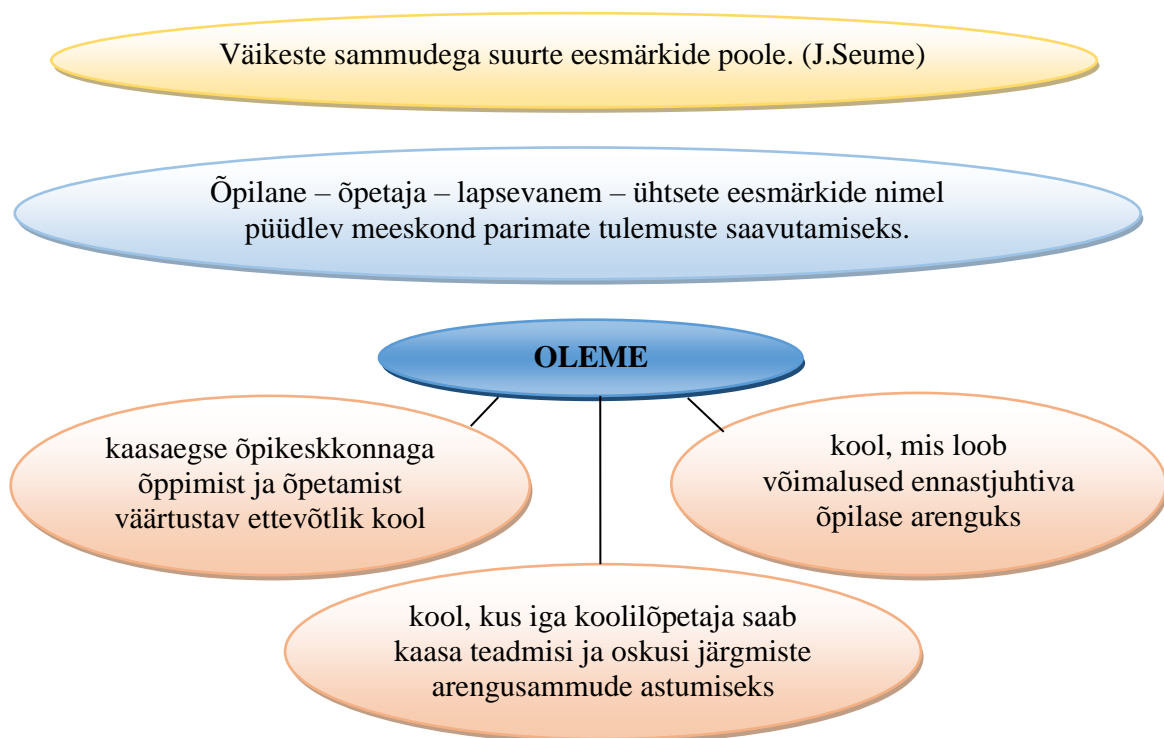 Väikeste sammudega suurte eesmärkide poole. (J.Seume)
Õpilane – õpetaja – lapsevanem – ühtsete eesmärkide nimel
püüdlev meeskond parimate tulemuste saavutamiseks.
OLEME
kaasaegse õpikeskkonnaga
õppimist ja õpetamist
väärtustav ettevõtlik kool
kool, mis loob
võimalused ennastjuhtiva
õpilase arenguks
kool, kus iga koolilõpetaja saab
kaasa teadmisi ja oskusi järgmiste
arengusammude astumiseks